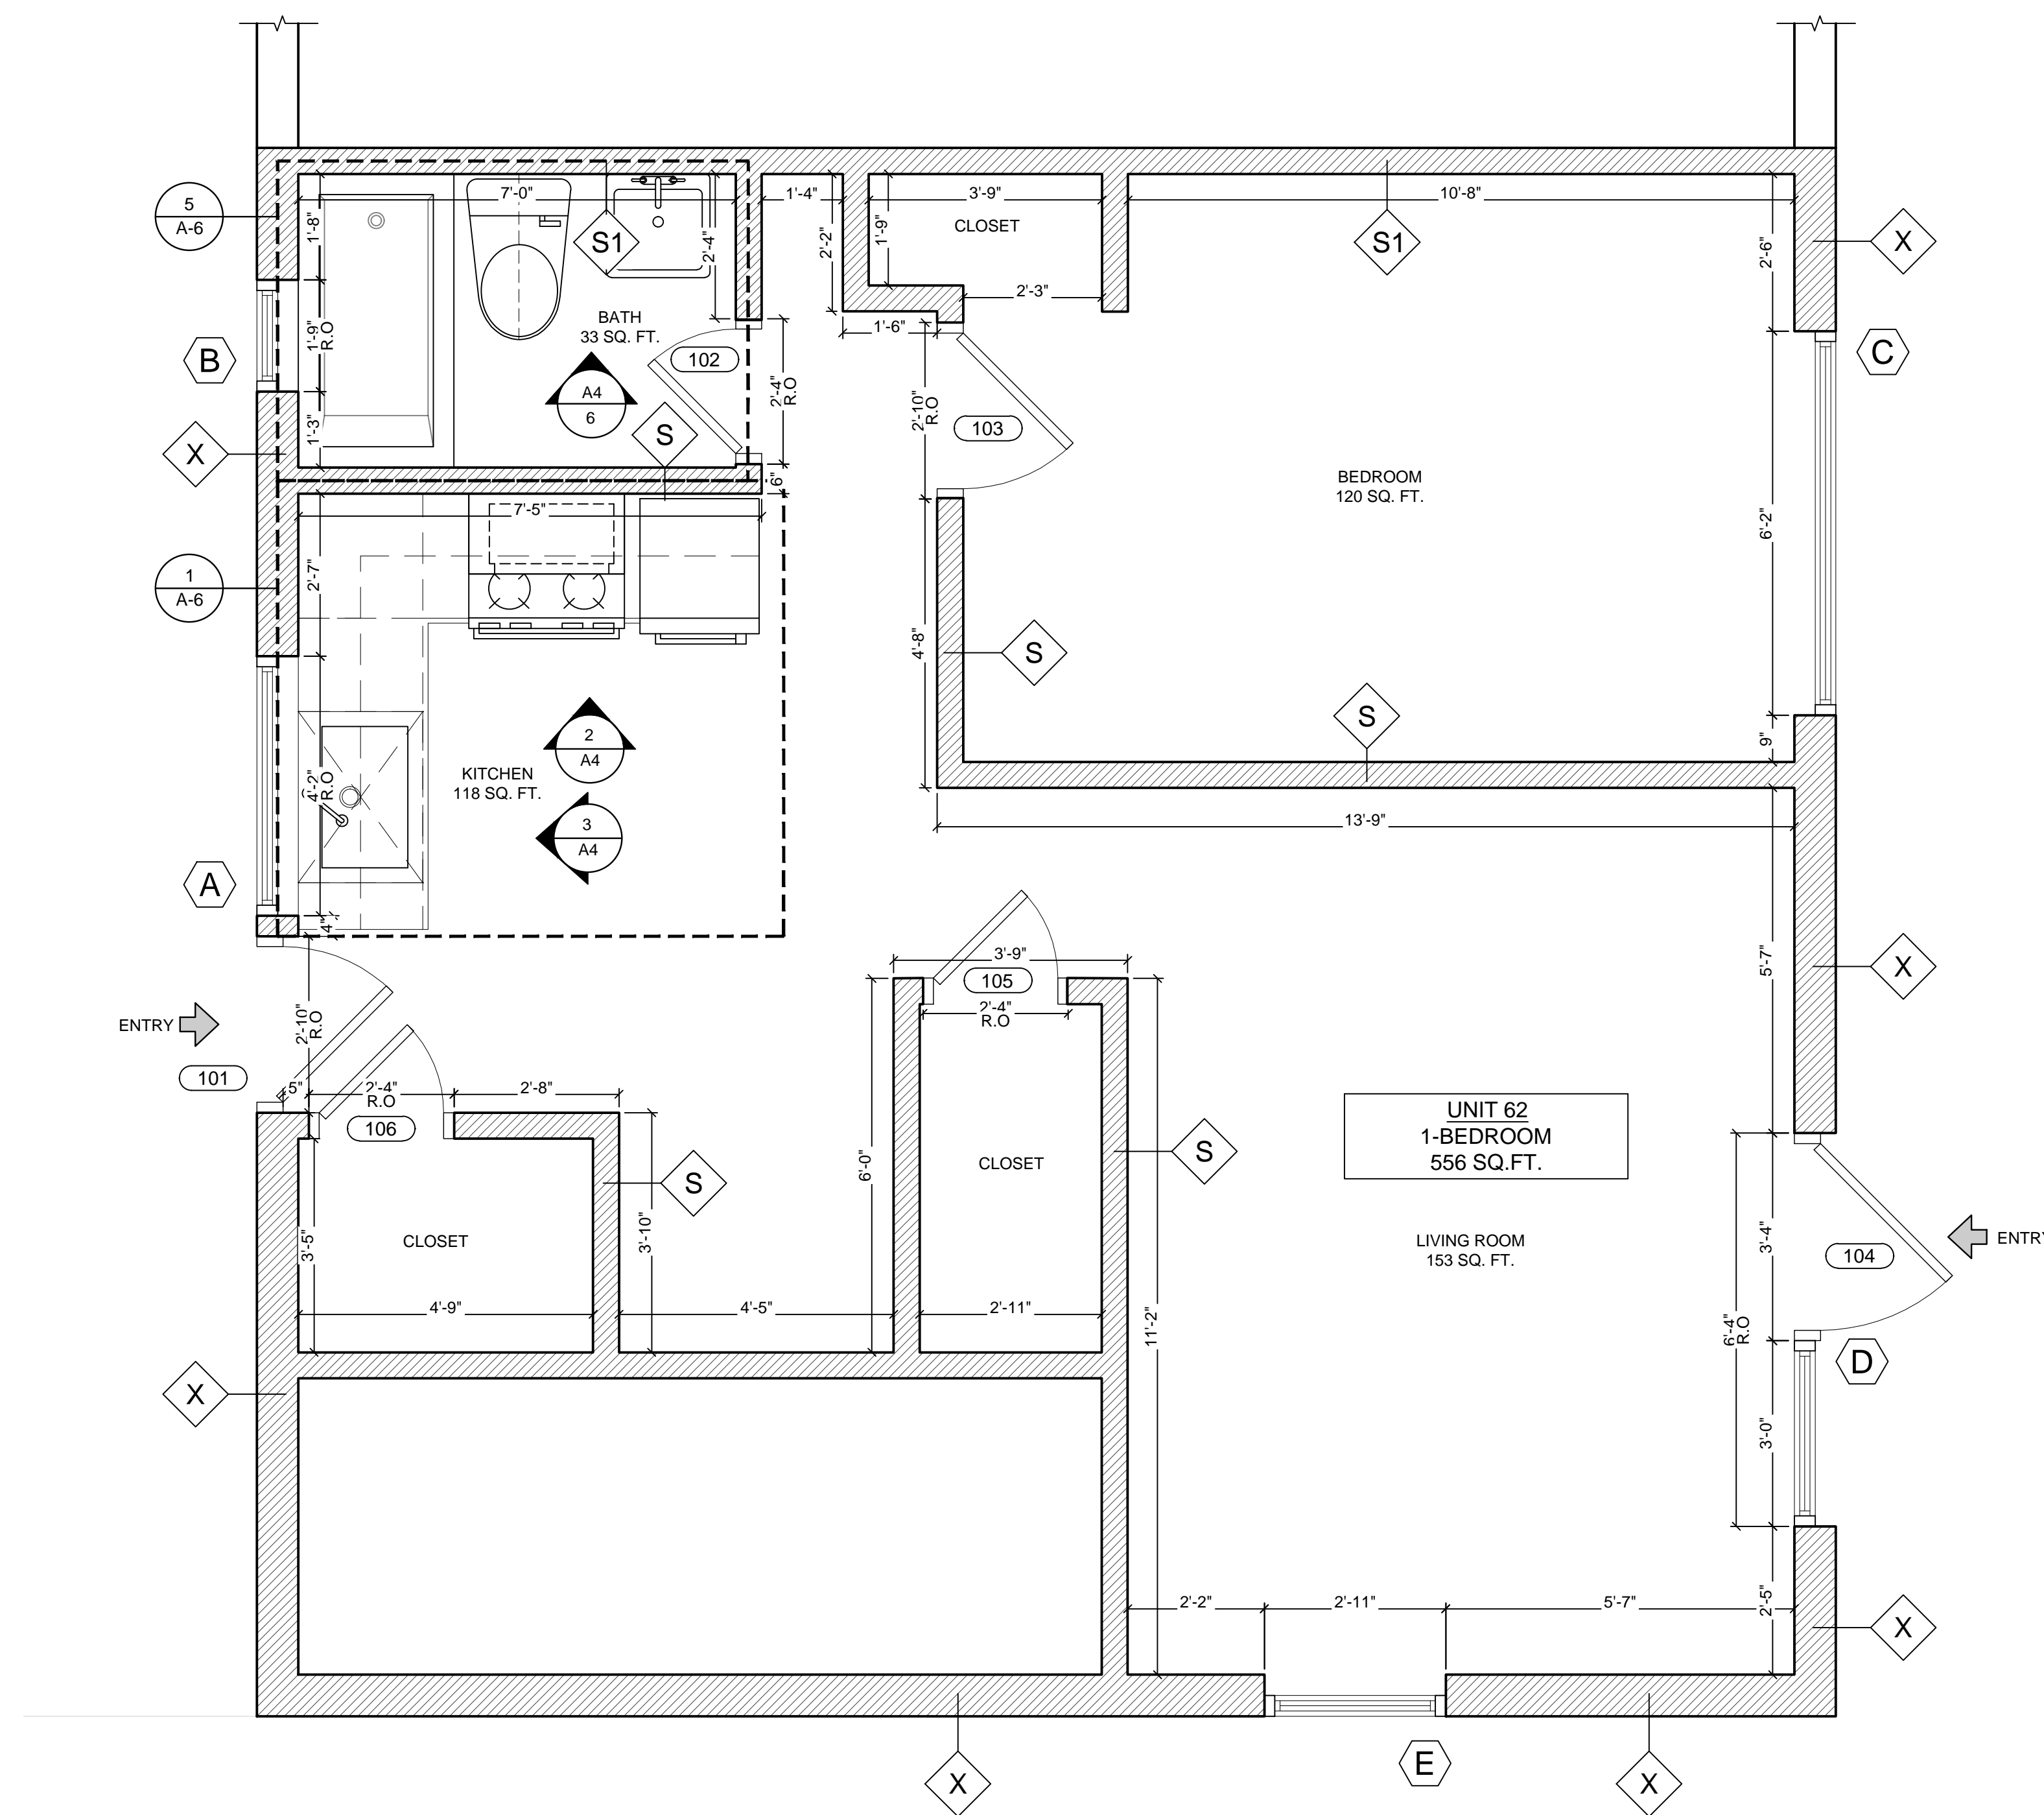 5
A-6
7'-0"
1'-4"
3'-9"
10'-8"
CLOSET
1'-8"
S1
2'-4"
2'-2"
1'-9"
S1
2'-6"
X
2'-3"
BATH
33 SQ. FT.
1'-6"
B
1'-9"
R.O
102
C
A4
6
2'-4"
R.O
2'-10"
R.O
103
1'-3"
S
X
6"
BEDROOM
120 SQ. FT.
7'-5"
6'-2"
1
A-6
2'-7"
4'-8"
S
S
2
A4
9"
KITCHEN
118 SQ. FT.
4'-2"
R.O
3
A4
13'-9"
A
4"
3'-9"
105
5'-7"
X
2'-4"
R.O
ENTRY
2'-10"
R.O
101
5"
2'-4"
R.O
2'-8"
106
UNIT 62
1-BEDROOM
556 SQ.FT.
6'-0"
CLOSET
S
S
CLOSET
3'-5"
3'-10"
LIVING ROOM
153 SQ. FT.
3'-4"
104
ENTRY
4'-9"
4'-5"
2'-11"
11'-2"
6'-4"
R.O
D
X
3'-0"
2'-2"
2'-11"
5'-7"
2'-5"
X
E
X
X